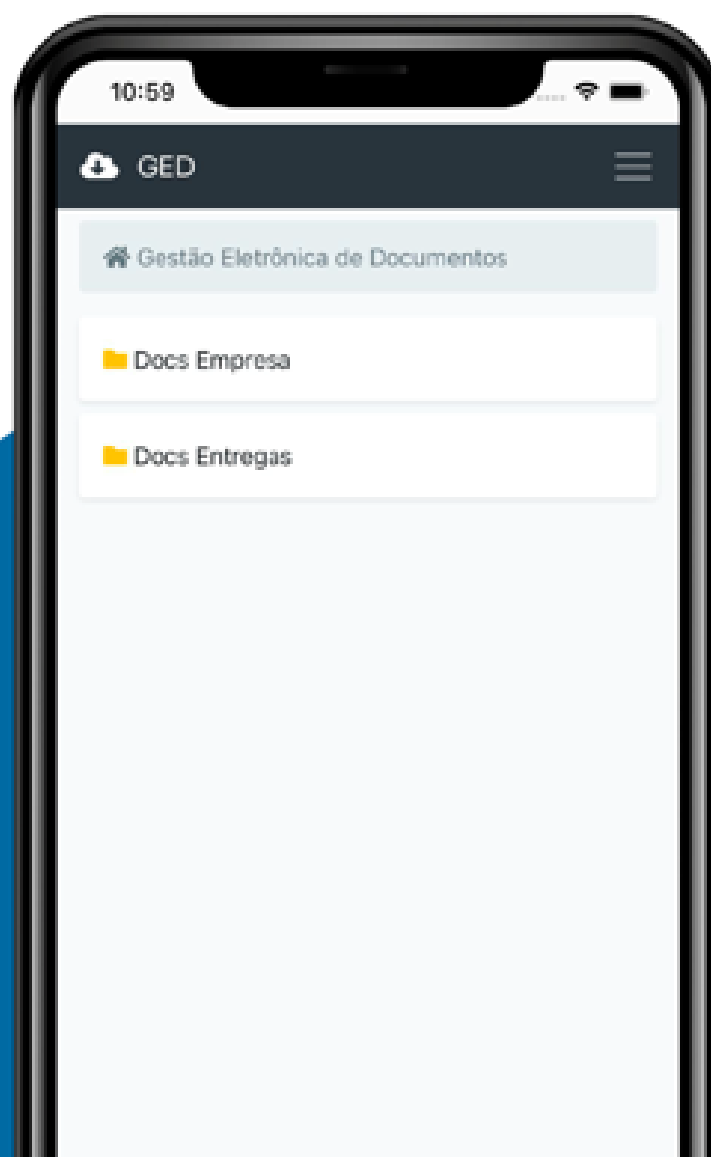 10:59
GED
Gestão Eletrônica de Documentos
Docs Empresa
Docs Entregas